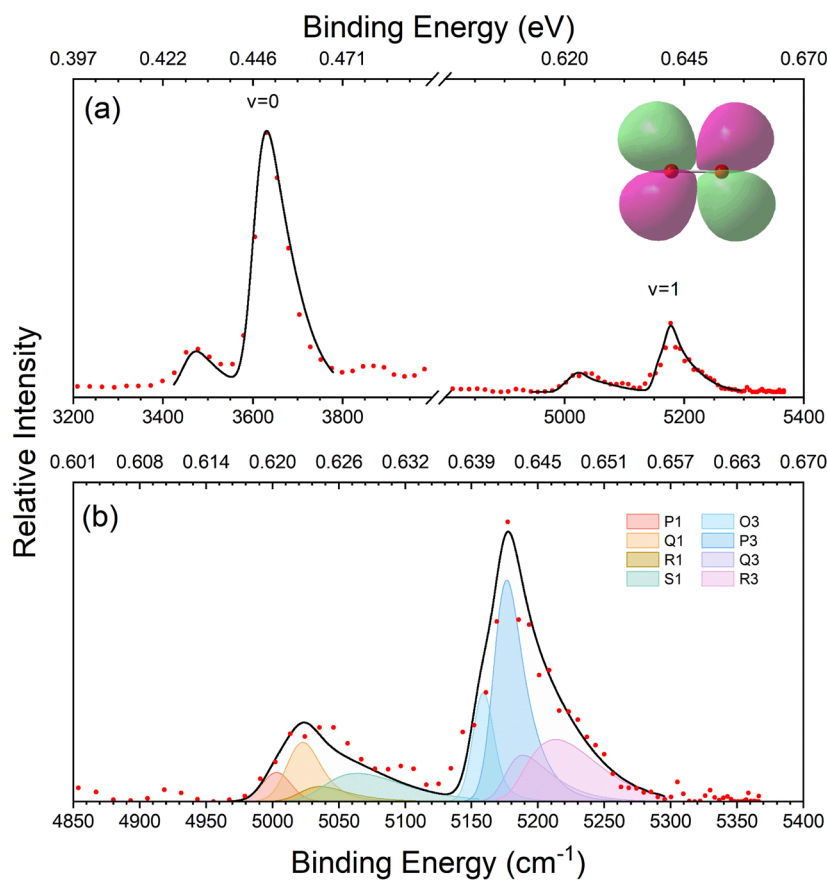 Binding Energy (eV)
0.397 0.422 0.446 0.471 0.620 0.645 0.670
(a)
v=0
v=1
3200 3400 3600 3800 5000 5200 5400
Relative Intensity
0.601 0.608 0.614 0.620 0.626 0.632 0.639 0.645 0.651 0.657 0.663 0.670
(b)
P1 O3
Q1 P3
R1 Q3
S1 R3
4850 4900 4950 5000 5050 5100 5150 5200 5250 5300 5350 5400
Binding Energy (cm⁻¹)